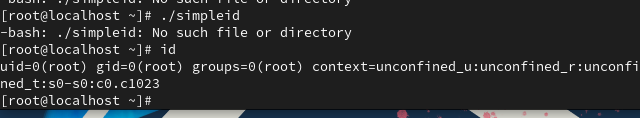 -bash: ./simpleid: No such file or directory
[root@localhost ~]# ./simpleid
-bash: ./simpleid: No such file or directory
[root@localhost ~]# id
uid=0(root) gid=0(root) groups=0(root) context=unconfined_u:unconfined_r:unconfi
ned_t:s0-s0:c0.c1023
[root@localhost ~]#